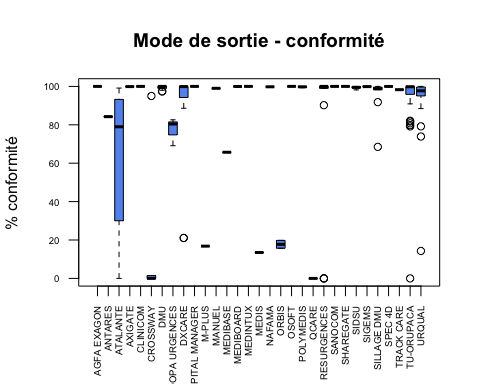 Mode de sortie - conformité
% conformité
100
80
60
40
20
0
AGFA EXAGON
ANTARES
ATALANTE
AXIGATE
CLINICOM
CROSSWAY
DMU
OPA URGENCES
DXCARE
PITAL MANAGER
M-PLUS
MANUEL
MEDIBASE
MEDIBOARD
MEDINTUX
MEDIS
NAFAMA
ORBIS
OSOFT
POLYMEDIS
QCARE
RESURGENCES
SANOCOM
SHAREGATE
SIDSU
SIGEMS
SILLAGE DMU
SPEC 4D
TRACK CARE
TU-ORUPACA
URQUAL